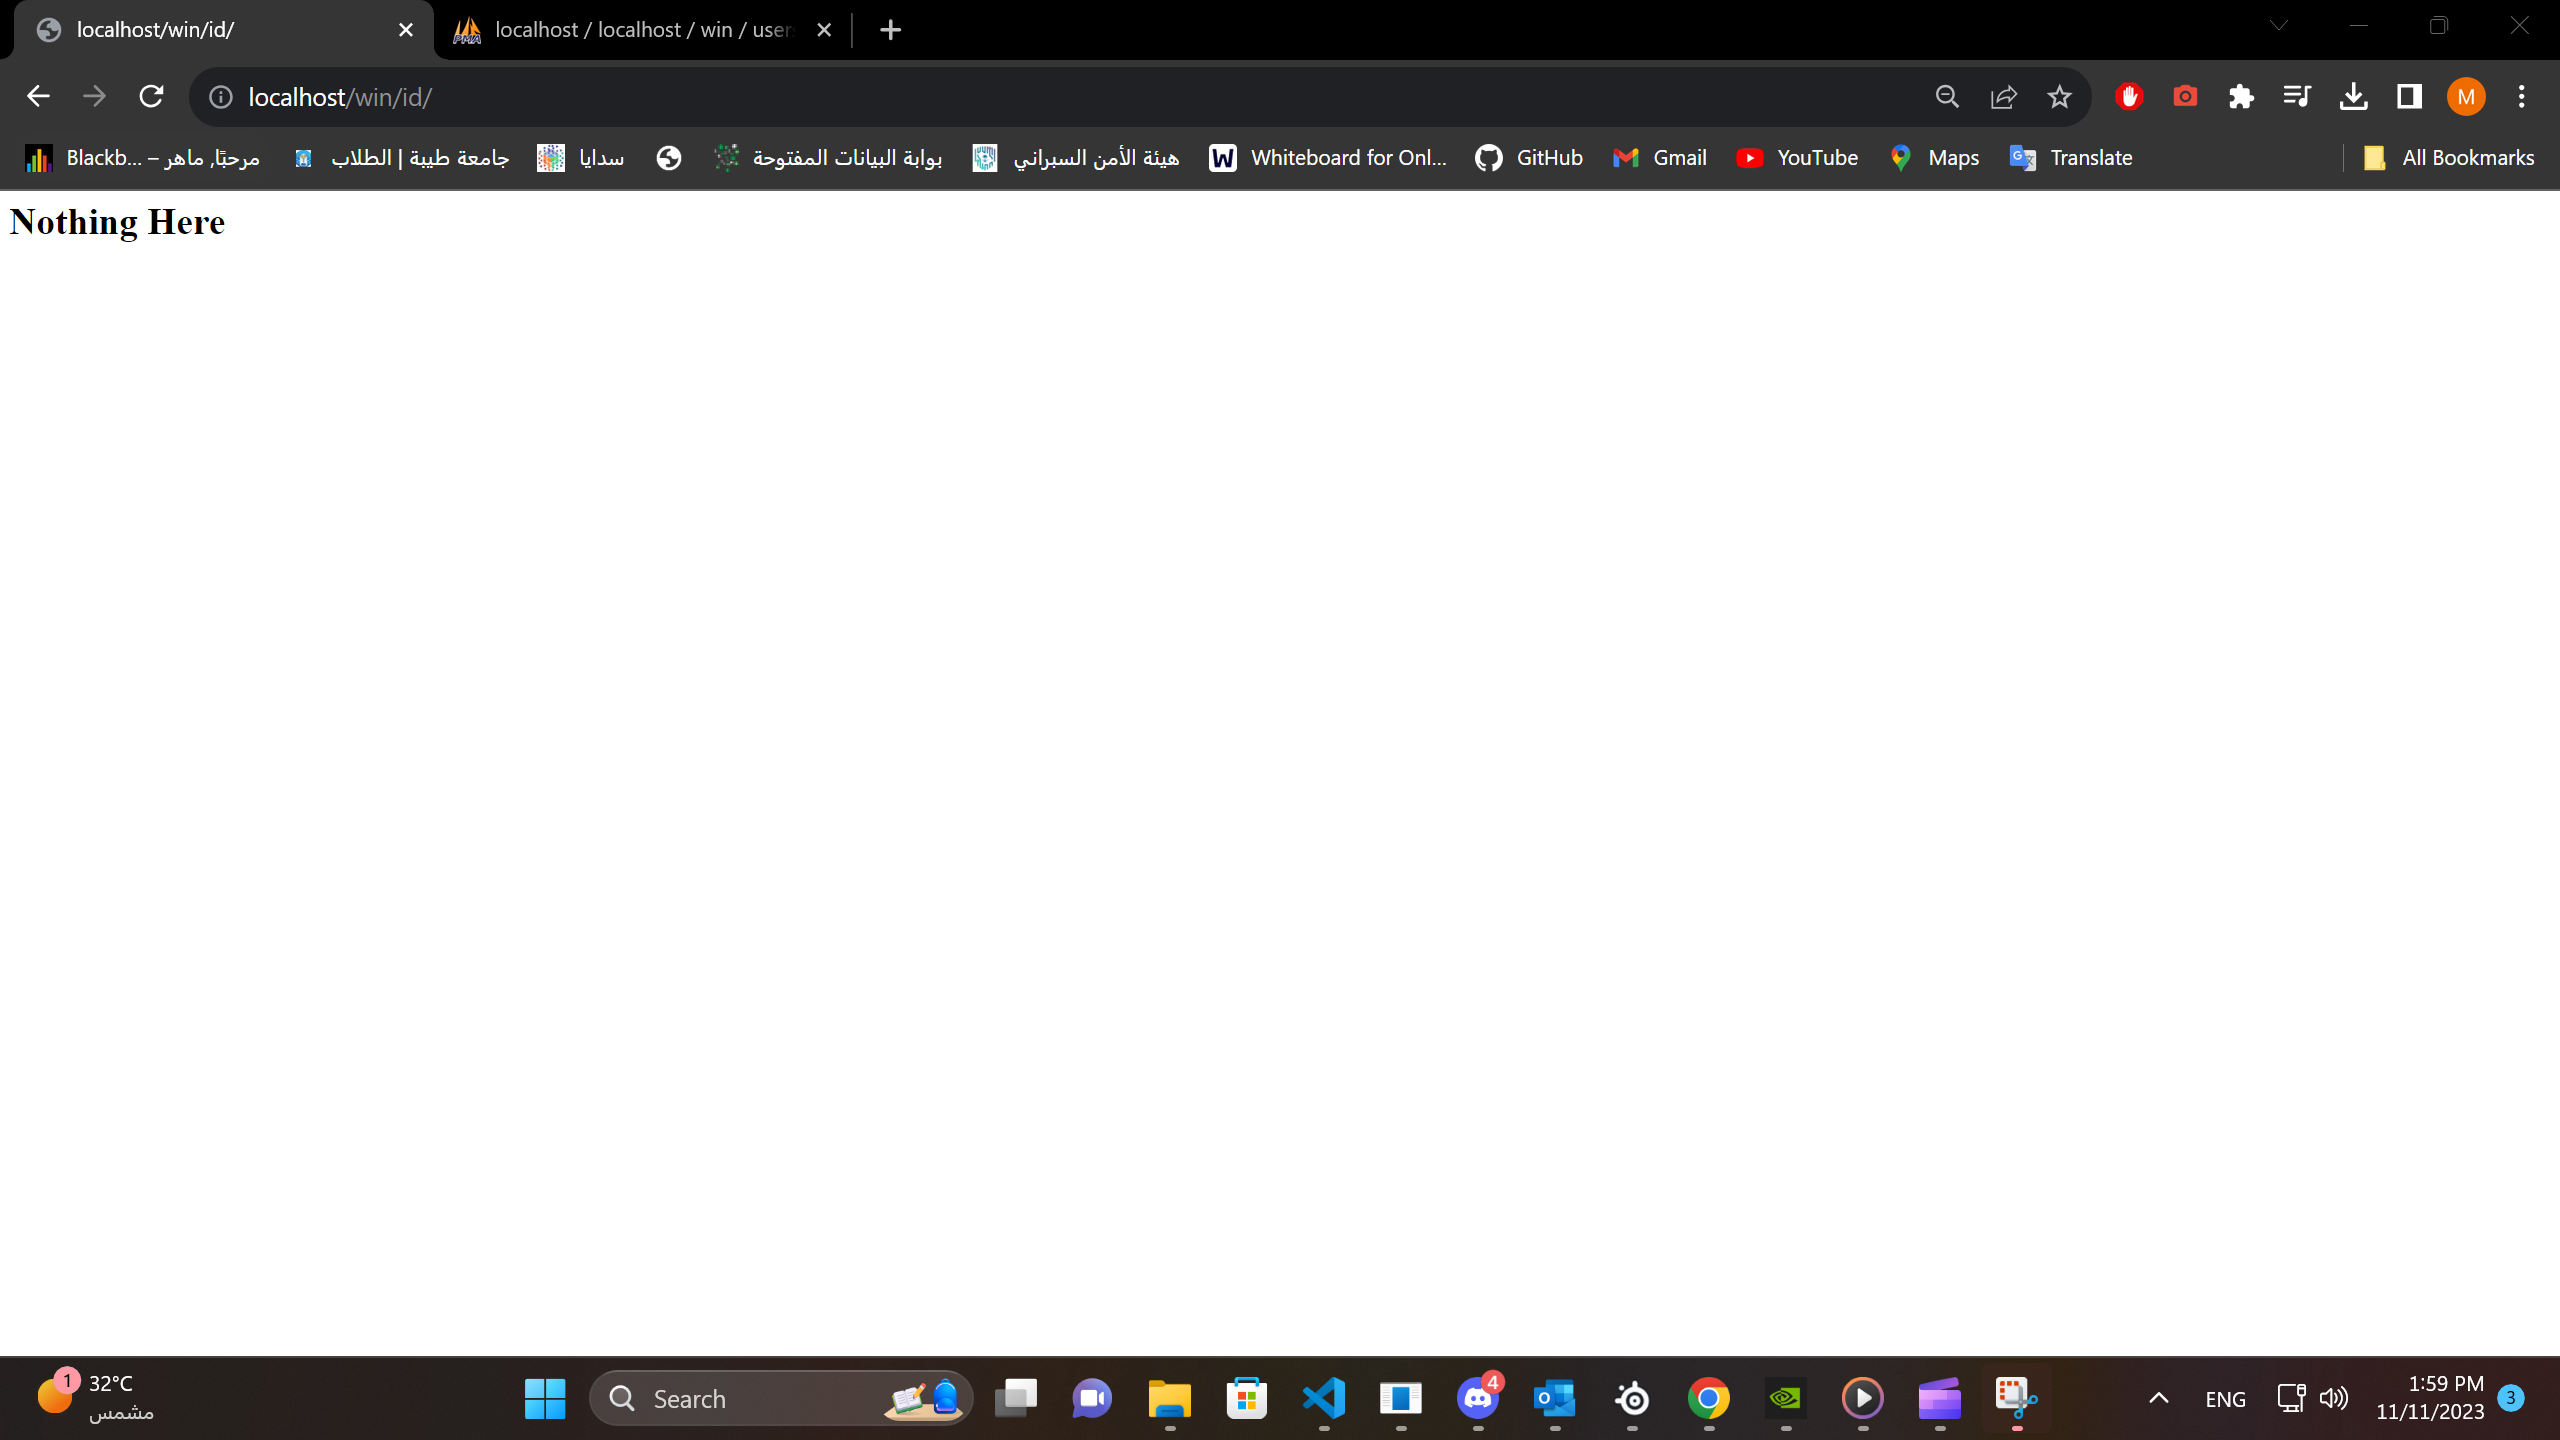 localhost/win/id/
localhost / localhost / win / user
localhost/win/id/
M
Blackb... – مرحبًا, ماهر
جامعة طيبة | الطلاب
سدايا
بوابة البيانات المفتوحة
هيئة الأمن السبراني
W
Whiteboard for Onl...
GitHub
Gmail
YouTube
Maps
Translate
All Bookmarks
Nothing Here
1
32°C
مشمس
Search
4
ENG
1:59 PM
11/11/2023
3